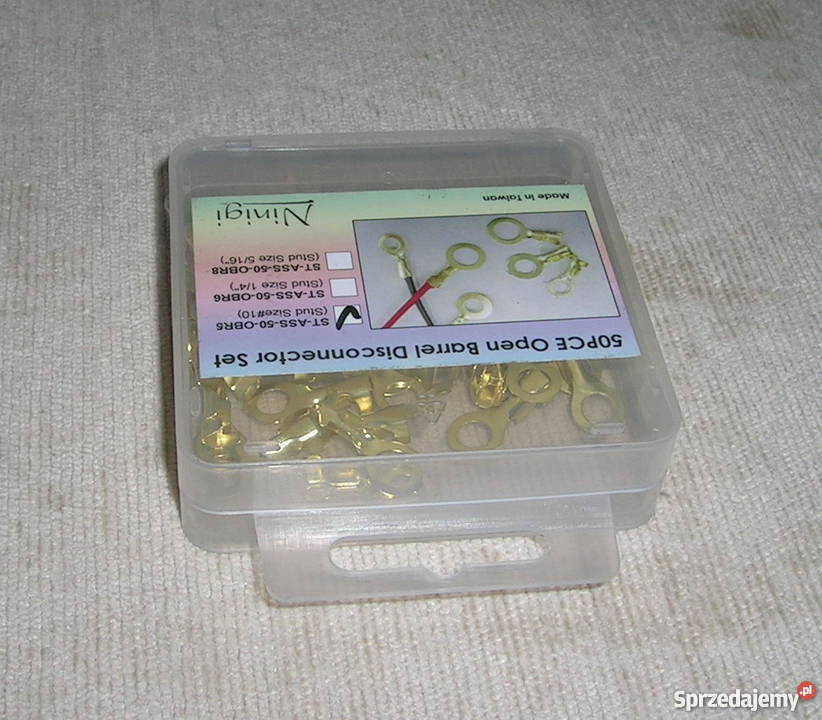 50PCE Open Barrel Disconnector Set
ST-ASS-50-OBR5
(Stud Size#10)
ST-ASS-50-OBR6
(Stud Size 1/4")
ST-ASS-50-OBR8
(Stud Size 5/16")
Ninigi
Made in Taiwan
Sprzedajemy.pl